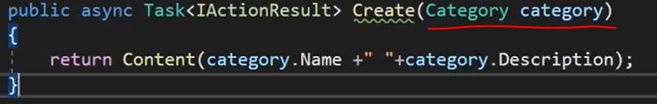 public async Task<IActionResult> Create(Category category)
{
return Content(category.Name +" "+category.Description);
}